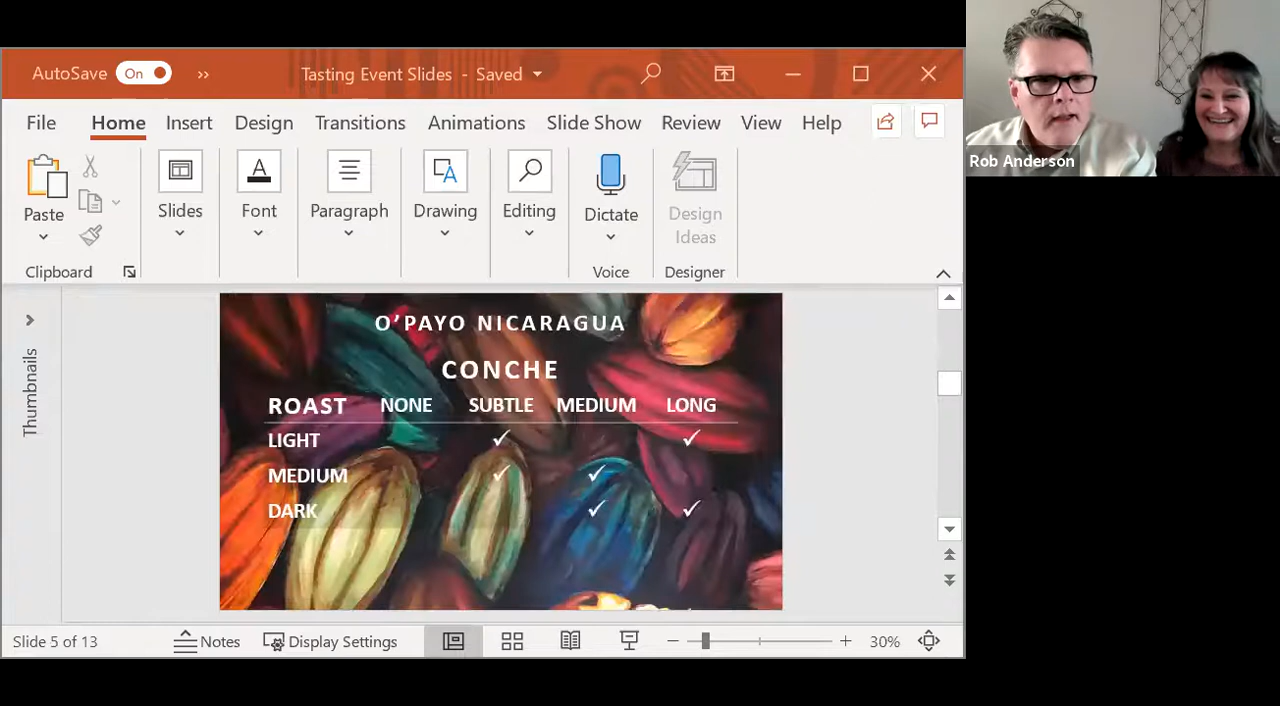 AutoSave On Tasting Event Slides - Saved
Rob Anderson
File Home Insert Design Transitions Animations Slide Show Review View Help
Paste Slides Font Paragraph Drawing Editing Dictate Design Ideas
Clipboard Voice Designer
Thumbnails
O’PAYO NICARAGUA
CONCHE
ROAST NONE SUBTLE MEDIUM LONG
LIGHT ✓ ✓
MEDIUM ✓ ✓
DARK ✓ ✓
Slide 5 of 13 Notes Display Settings 30%